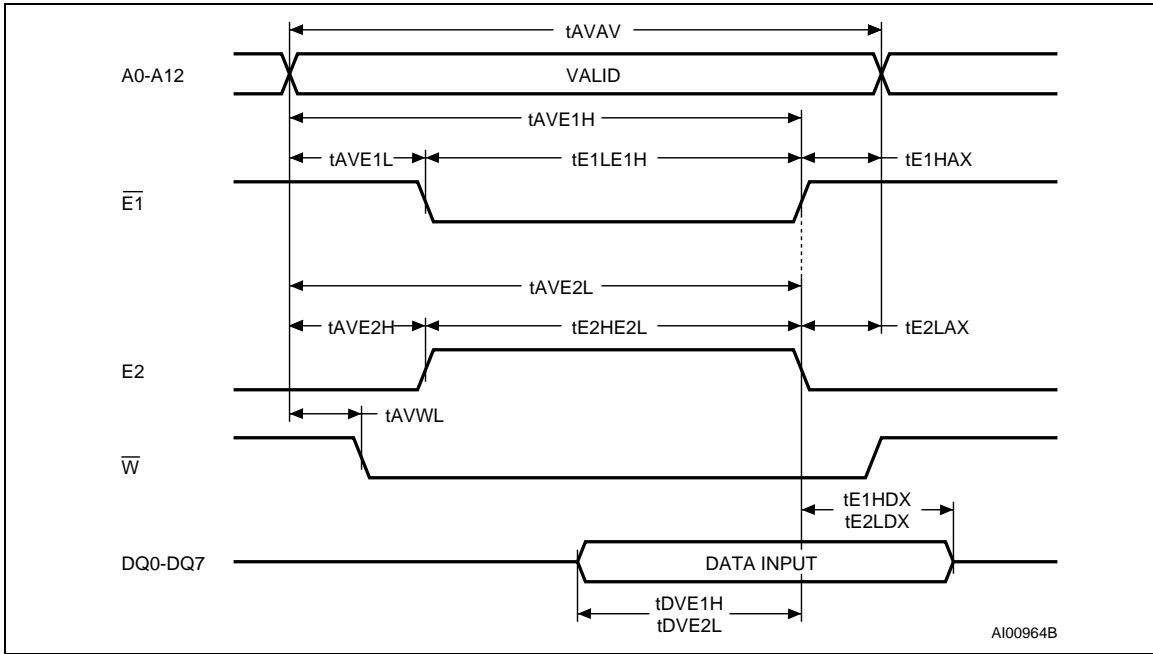 tAVAV
A0-A12
VALID
tAVE1H
tAVE1L
tE1LE1H
tE1HAX
E1
tAVE2L
tAVE2H
tE2HE2L
tE2LAX
E2
tAVWL
W
tE1HDX
tE2LDX
DQ0-DQ7
DATA INPUT
tDVE1H
tDVE2L
AI00964B